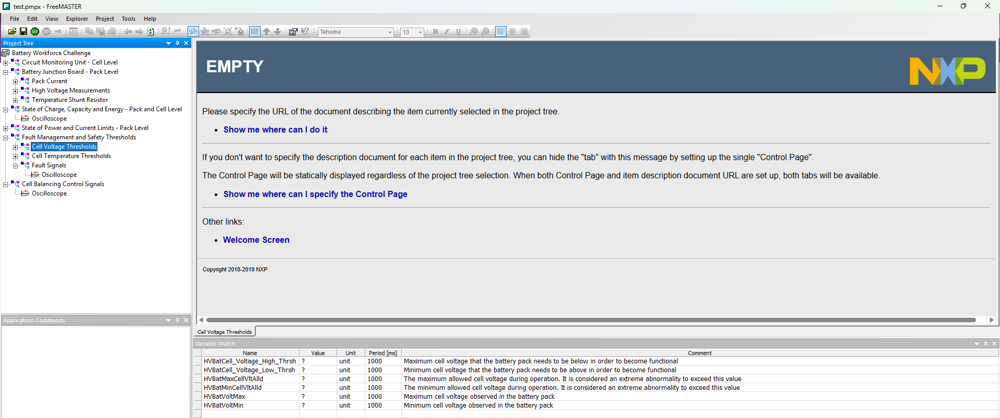 test.pmpx - FreeMASTER
File Edit View Explorer Project Tools Help
GO! STOP Tahoma 10 B I U
Project Tree
Battery Workforce Challenge
Circuit Monitoring Unit - Cell Level
Battery Junction Board - Pack Level
Pack Current
High Voltage Measurements
Temperature Shunt Resistor
State of Charge, Capacity and Energy - Pack and Cell Level
Oscilloscope
State of Power and Current Limits - Pack Level
Fault Management and Safety Thresholds
Cell Voltage Thresholds
Cell Temperature Thresholds
Fault Signals
Oscilloscope
Cell Balancing Control Signals
Oscilloscope
Application Commands
EMPTY
NXP
Please specify the URL of the document describing the item currently selected in the project tree.
• Show me where can I do it
If you don't want to specify the description document for each item in the project tree, you can hide the "tab" with this message by setting up the single "Control Page".
The Control Page will be statically displayed regardless of the project tree selection. When both Control Page and item description document URL are set up, both tabs will be available.
• Show me where can I specify the Control Page
Other links:
• Welcome Screen
Copyright 2018-2019 NXP
Cell Voltage Thresholds
Variable Watch
Name Value Unit Period [ms] Comment
HVBatCell_Voltage_High_Thrsh ? unit 1000 Maximum cell voltage that the battery pack needs to be below in order to become functional
HVBatCell_Voltage_Low_Thrsh ? unit 1000 Minimum cell voltage that the battery pack needs to be above in order to become functional
HVBatMaxCellVltAlld ? unit 1000 The maximum allowed cell voltage during operation. It is considered an extreme abnormality to exceed this value
HVBatMinCellVltAlld ? unit 1000 The minimum allowed cell voltage during operation. It is considered an extreme abnormality to exceed this value
HVBatVoltMax ? unit 1000 Maximum cell voltage observed in the battery pack
HVBatVoltMin ? unit 1000 Minimum cell voltage observed in the battery pack